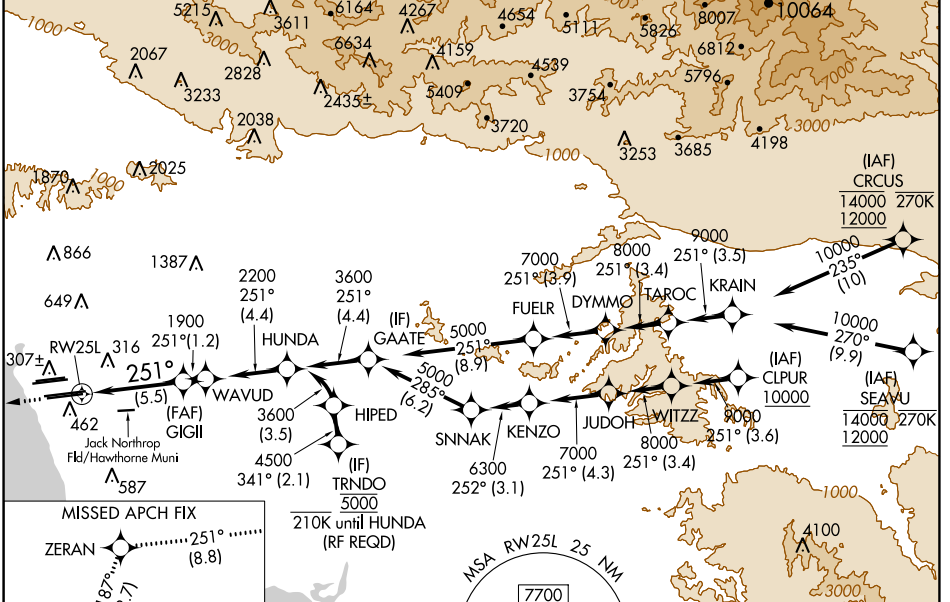 5215
3611
6164
4267
4654
5111
5826
8007
10064
3000
6634
4159
6812
2067
2828
4539
5796
7000
3233
2435±
5409
3754
2038
3720
3000
1000
3253
3685
4198
1870
1000
2025
(IAF)
CRCUS
14000 270K
12000
866
1387
649
307±
RW25L
316
462
Jack Northrop
Fld/Hawthorne Muni
587
251°
(5.5)
(FAF)
GIGII
1900
251°(1.2)
WAVUD
2200
251°
(4.4)
HUNDA
3600
251°
(4.4)
(IF)
GAATE
5000
251°
(8.9)
FUELR
7000
251° (3.9)
DYMMO
8000
251° (3.4)
TAROC
9000
251° (3.5)
KRAIN
10000
235°
(10)
10000
270°
(9.9)
(IAF)
SEAVU
14000 270K
12000
(IAF)
CLPUR
10000
9000
251° (3.6)
WITZZ
8000
251° (3.4)
JUDOH
7000
251° (4.3)
KENZO
6300
252° (3.1)
SNNAK
5000
285°
(6.2)
HIPED
3600
(3.5)
4500
341° (2.1)
(IF)
TRNDO
5000
210K until HUNDA
(RF REQD)
MISSED APCH FIX
ZERAN
251°
(8.8)
87°
.7)
MSA RW25L 25 NM
7700
1000
4100
3000